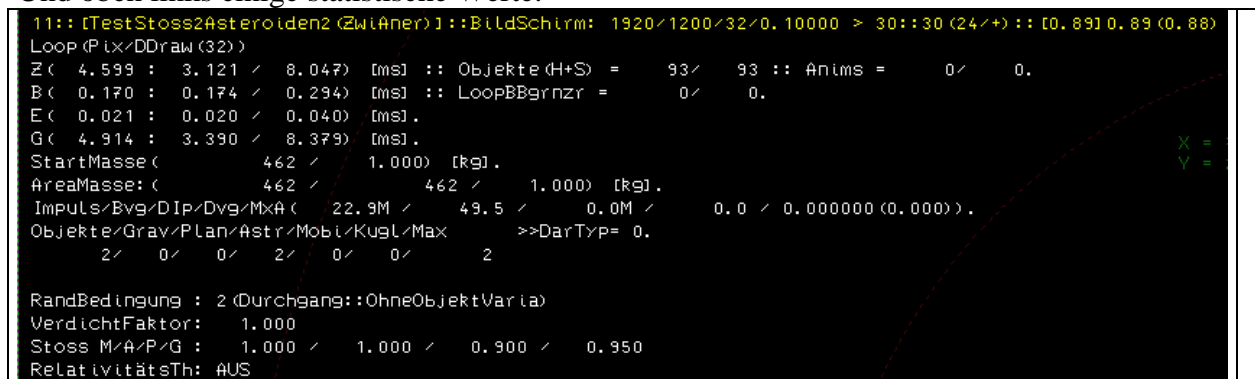 Und oben links einige statistische Werte:
11:: [TestStoss2Asteroiden2(ZwiAner)]::BildSchirm: 1920/1200/32/0.10000 > 30::30(24/+):: [0.89]0.89(0.88)
Loop(Pix/DDraw(32))
Z( 4.599 : 3.121 / 8.047) [ms] :: Objekte(H+S) = 93/ 93 :: Anims = 0/ 0.
B( 0.170 : 0.174 / 0.294) [ms] :: LoopBBgrnzr = 0/ 0.
E( 0.021 : 0.020 / 0.040) [ms].
G( 4.914 : 3.390 / 8.379) [ms].
X =
StartMasse( 462 / 1.000) [kg].
Y =
AreaMasse:( 462 / 462 / 1.000) [kg].
Impuls/Bvg/DIp/Dvg/MxA( 22.9M / 49.5 / 0.0M / 0.0 / 0.000000(0.000)).
Objekte/Grav/Plan/Astr/Mobi/Kugl/Max >>DarTyp= 0.
2/ 0/ 0/ 2/ 0/ 0/ 2
RandBedingung : 2(Durchgang::OhneObjektVaria)
VerdichtFaktor: 1.000
Stoss M/A/P/G : 1.000 / 1.000 / 0.900 / 0.950
RelativitätsTh: AUS